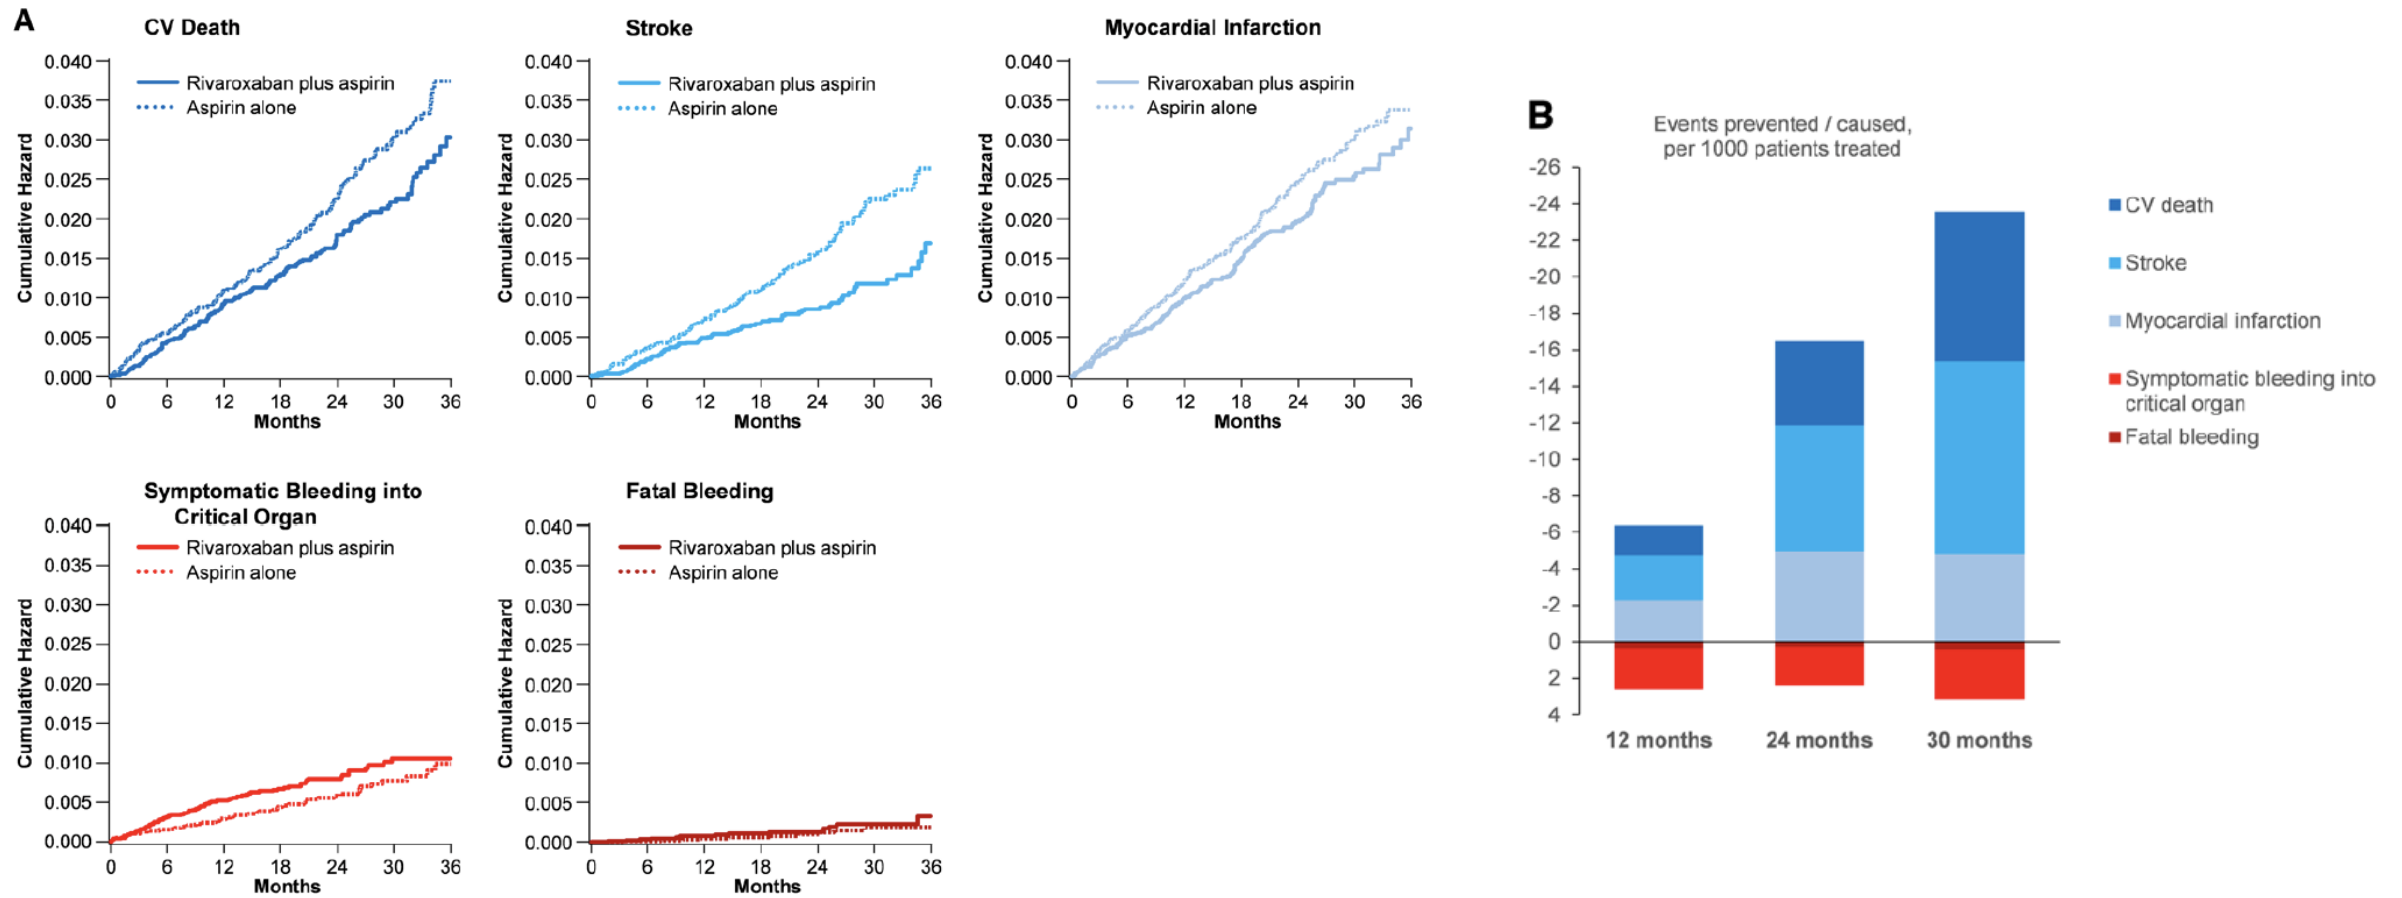 A
CV Death
0.040
0.035
0.030
0.025
0.020
0.015
0.010
0.005
0.000
Cumulative Hazard
Rivaroxaban plus aspirin
Aspirin alone
0 6 12 18 24 30 36
Months
Stroke
0.040
0.035
0.030
0.025
0.020
0.015
0.010
0.005
0.000
Cumulative Hazard
Rivaroxaban plus aspirin
Aspirin alone
0 6 12 18 24 30 36
Months
Myocardial Infarction
0.040
0.035
0.030
0.025
0.020
0.015
0.010
0.005
0.000
Cumulative Hazard
Rivaroxaban plus aspirin
Aspirin alone
0 6 12 18 24 30 36
Months
Symptomatic Bleeding into
Critical Organ
0.040
0.035
0.030
0.025
0.020
0.015
0.010
0.005
0.000
Cumulative Hazard
Rivaroxaban plus aspirin
Aspirin alone
0 6 12 18 24 30 36
Months
Fatal Bleeding
0.040
0.035
0.030
0.025
0.020
0.015
0.010
0.005
0.000
Cumulative Hazard
Rivaroxaban plus aspirin
Aspirin alone
0 6 12 18 24 30 36
Months
B
Events prevented / caused,
per 1000 patients treated
-26
-24
-22
-20
-18
-16
-14
-12
-10
-8
-6
-4
-2
0
2
4
12 months 24 months 30 months
CV death
Stroke
Myocardial infarction
Symptomatic bleeding into
critical organ
Fatal bleeding